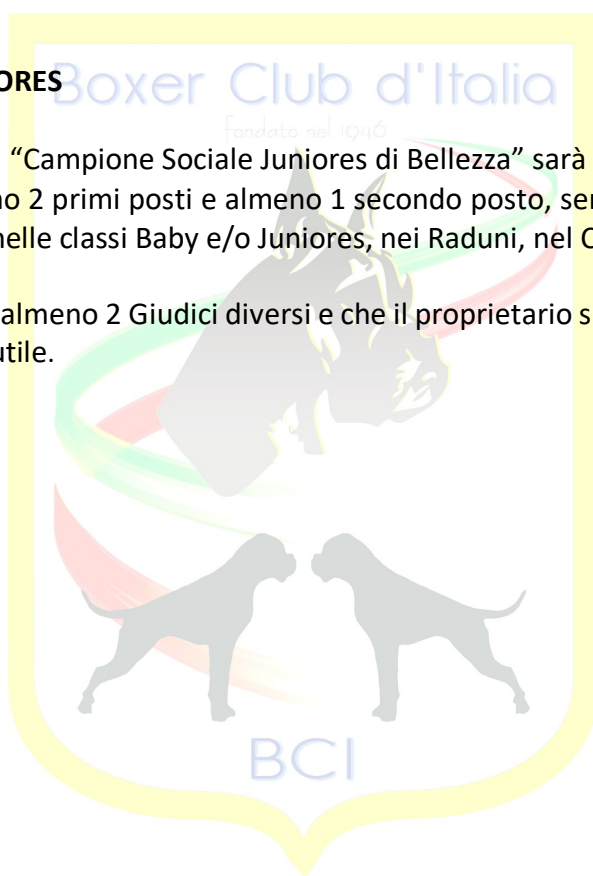 ORES
Boxer Club d'Italia
fondato nel 1946
“Campione Sociale Juniores di Bellezza” sarà
no 2 primi posti e almeno 1 secondo posto, se
nelle classi Baby e/o Juniores, nei Raduni, nel C
almeno 2 Giudici diversi e che il proprietario s
utile.
BCI